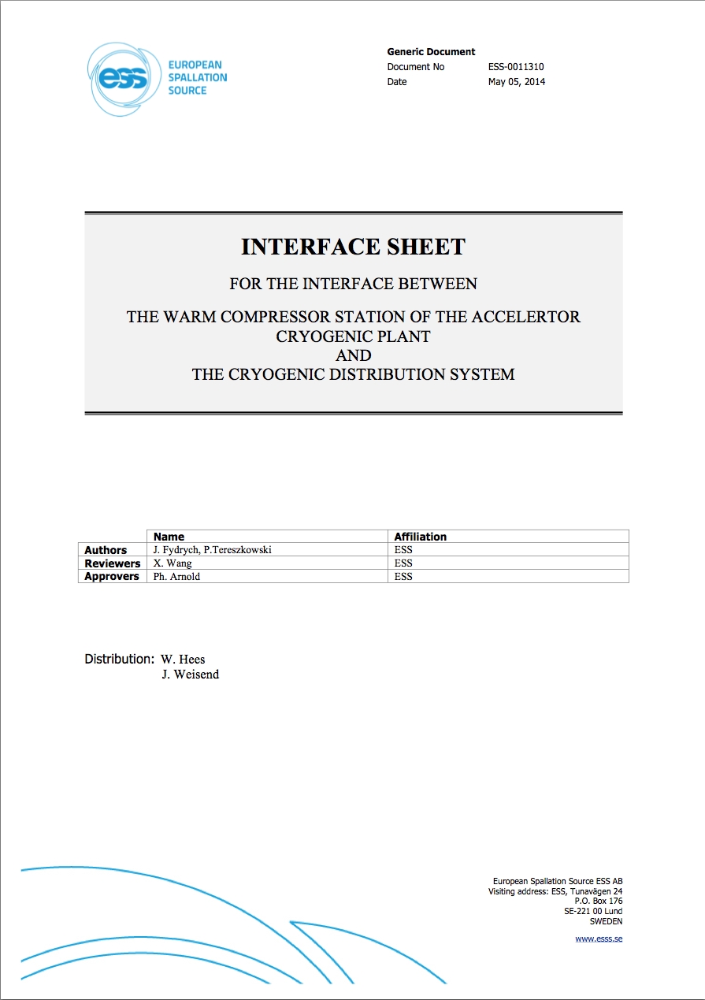 ess
EUROPEAN
SPALLATION
SOURCE
Generic Document
Document No ESS-0011310
Date May 05, 2014
INTERFACE SHEET
FOR THE INTERFACE BETWEEN
THE WARM COMPRESSOR STATION OF THE ACCELERTOR
CRYOGENIC PLANT
AND
THE CRYOGENIC DISTRIBUTION SYSTEM
Name Affiliation
Authors J. Fydrych, P.Tereszkowski ESS
Reviewers X. Wang ESS
Approvers Ph. Arnold ESS
Distribution: W. Hees
J. Weisend
European Spallation Source ESS AB
Visiting address: ESS, Tunavägen 24
P.O. Box 176
SE-221 00 Lund
SWEDEN
www.esss.se